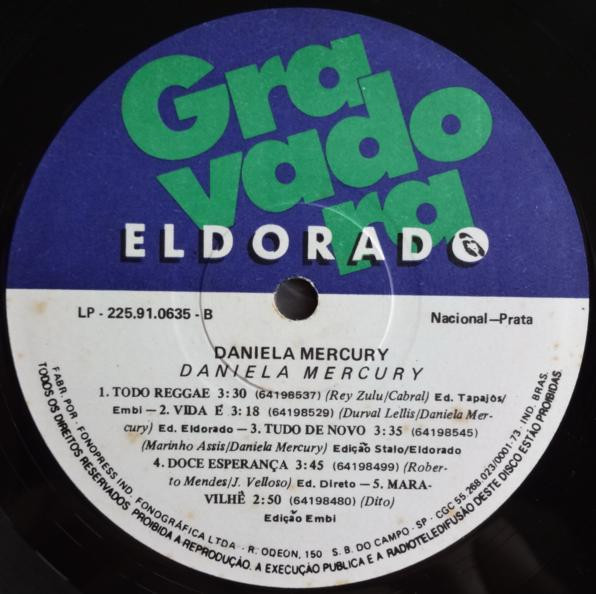 Gra
vado
ra
ELDORADO
LP - 225.91.0635 - B
Nacional-Prata
DANIELA MERCURY
DANIELA MERCURY
1. TODO REGGAE 3:30 (64198537) (Rey Zulu/Cabral) Ed. Tapajós/
Embi - 2. VIDA É 3:18 (64198529) (Durval Lellis/Daniela Mer-
cury) Ed. Eldorado - 3. TUDO DE NOVO 3:35 (64198545)
(Marinho Assis/Daniela Mercury) Edição Stalo/Eldorado
4. DOCE ESPERANÇA 3:45 (64198499) (Rober-
to Mendes/J. Velloso) Ed. Direto - 5. MARA-
VILHÊ 2:50 (64198480) (Dito)
Edição Embi
FABR. POR - FONOPRESS IND. FONOGRÁFICA LTDA - R. ODEON, 150 S. B. DO CAMPO - SP - CGC 55 268.023/0001-73 - IND BRAS.
TODOS OS DIREITOS RESERVADOS PROIBIDA A REPRODUÇÃO. A EXECUÇÃO PUBLICA E A RADIOTELEDIFUSÃO DESTE DISCO ESTÃO PROIBIDAS